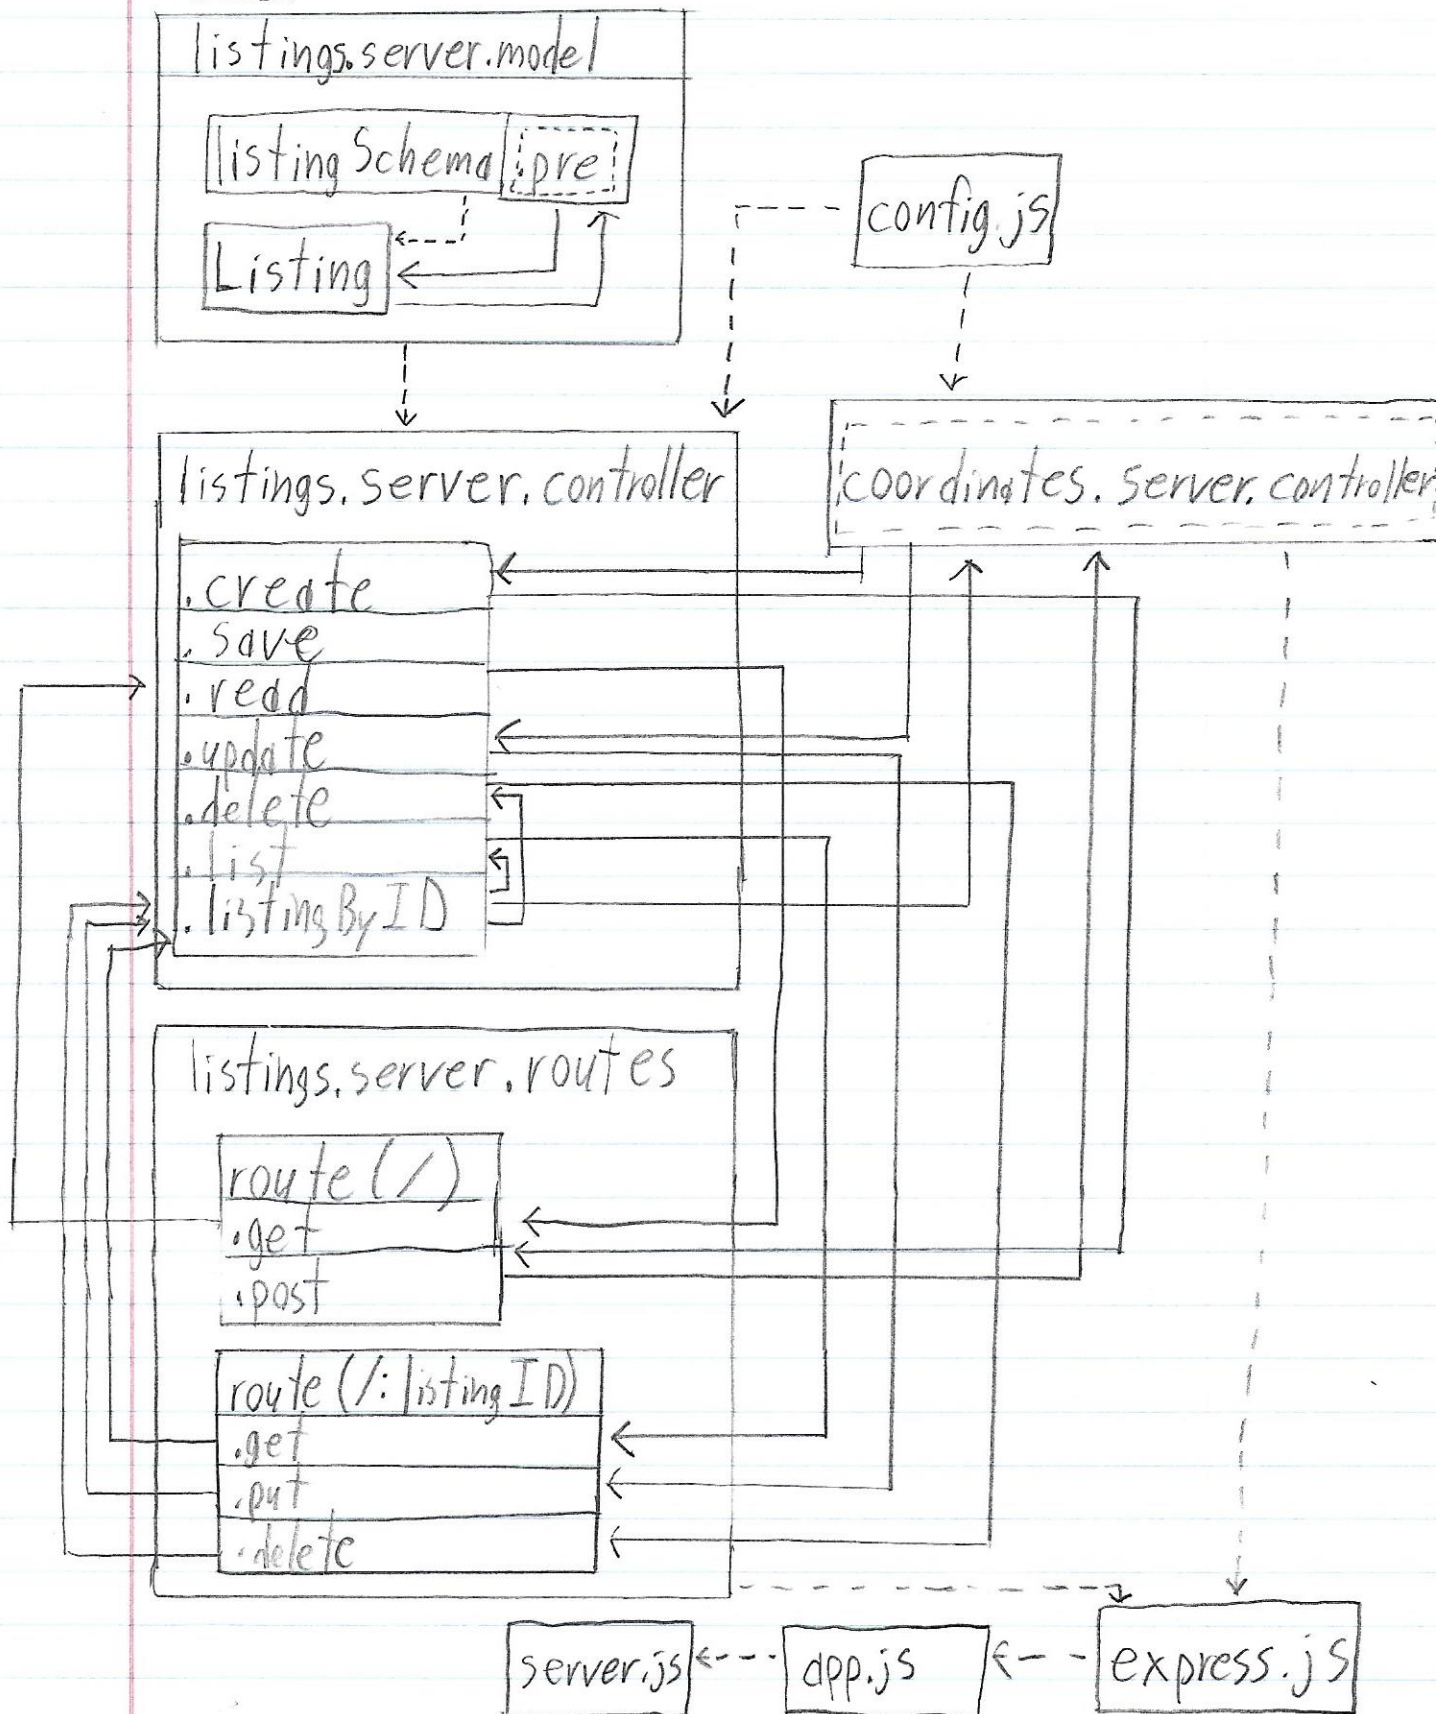 listings.server.model
listingSchema .pre
Listing
config.js
listings.server.controller
coordinates.server.controller
.create
.save
.read
.update
.delete
.list
.listingByID
listings.server.routes
route(/)
.get
.post
route(/:listingID)
.get
.put
.delete
server.js
app.js
express.js